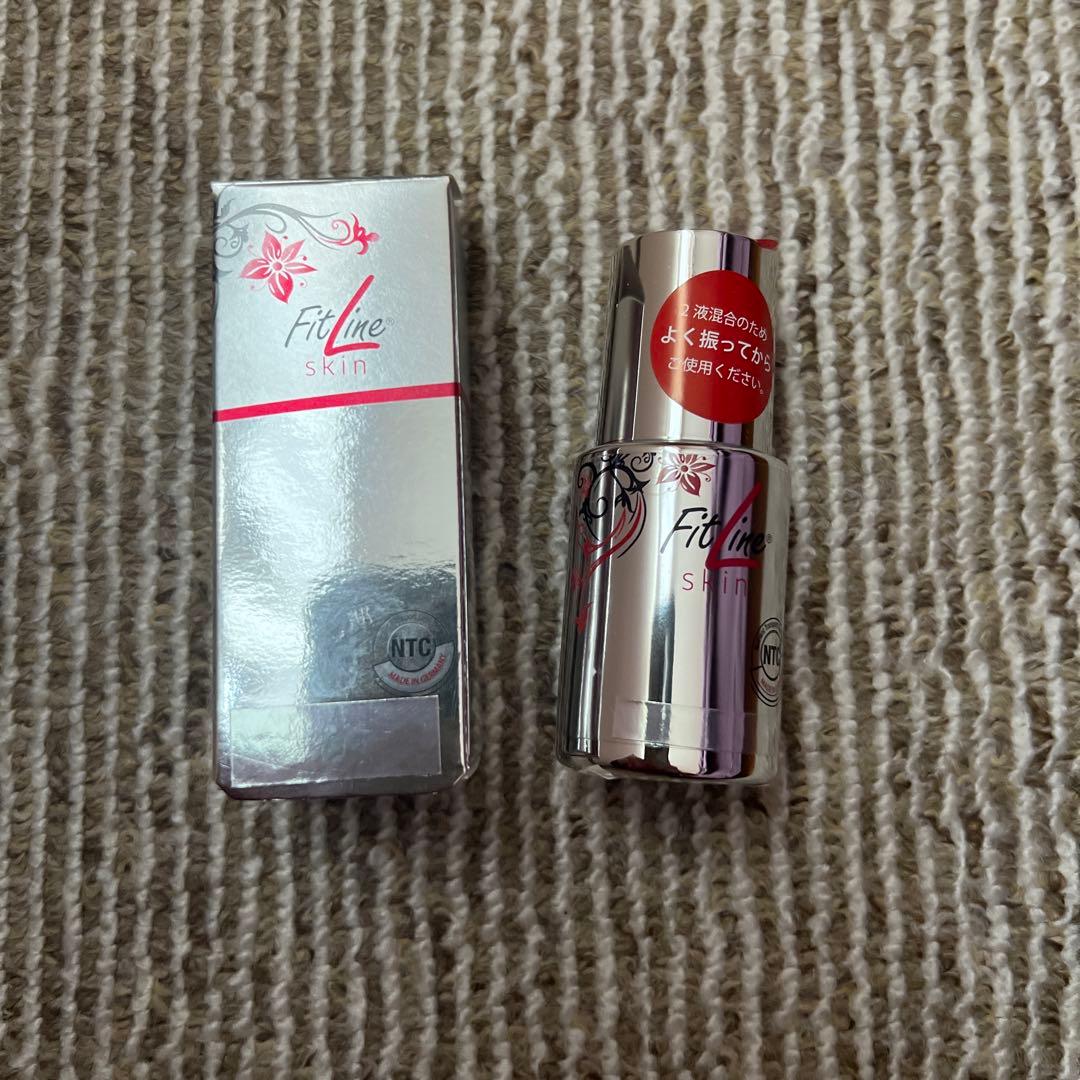 FitLine®
skin
NTC
MADE IN GERMANY
2液混合のため
よく振ってから
ご使用ください。
FitLine®
skin
NTC